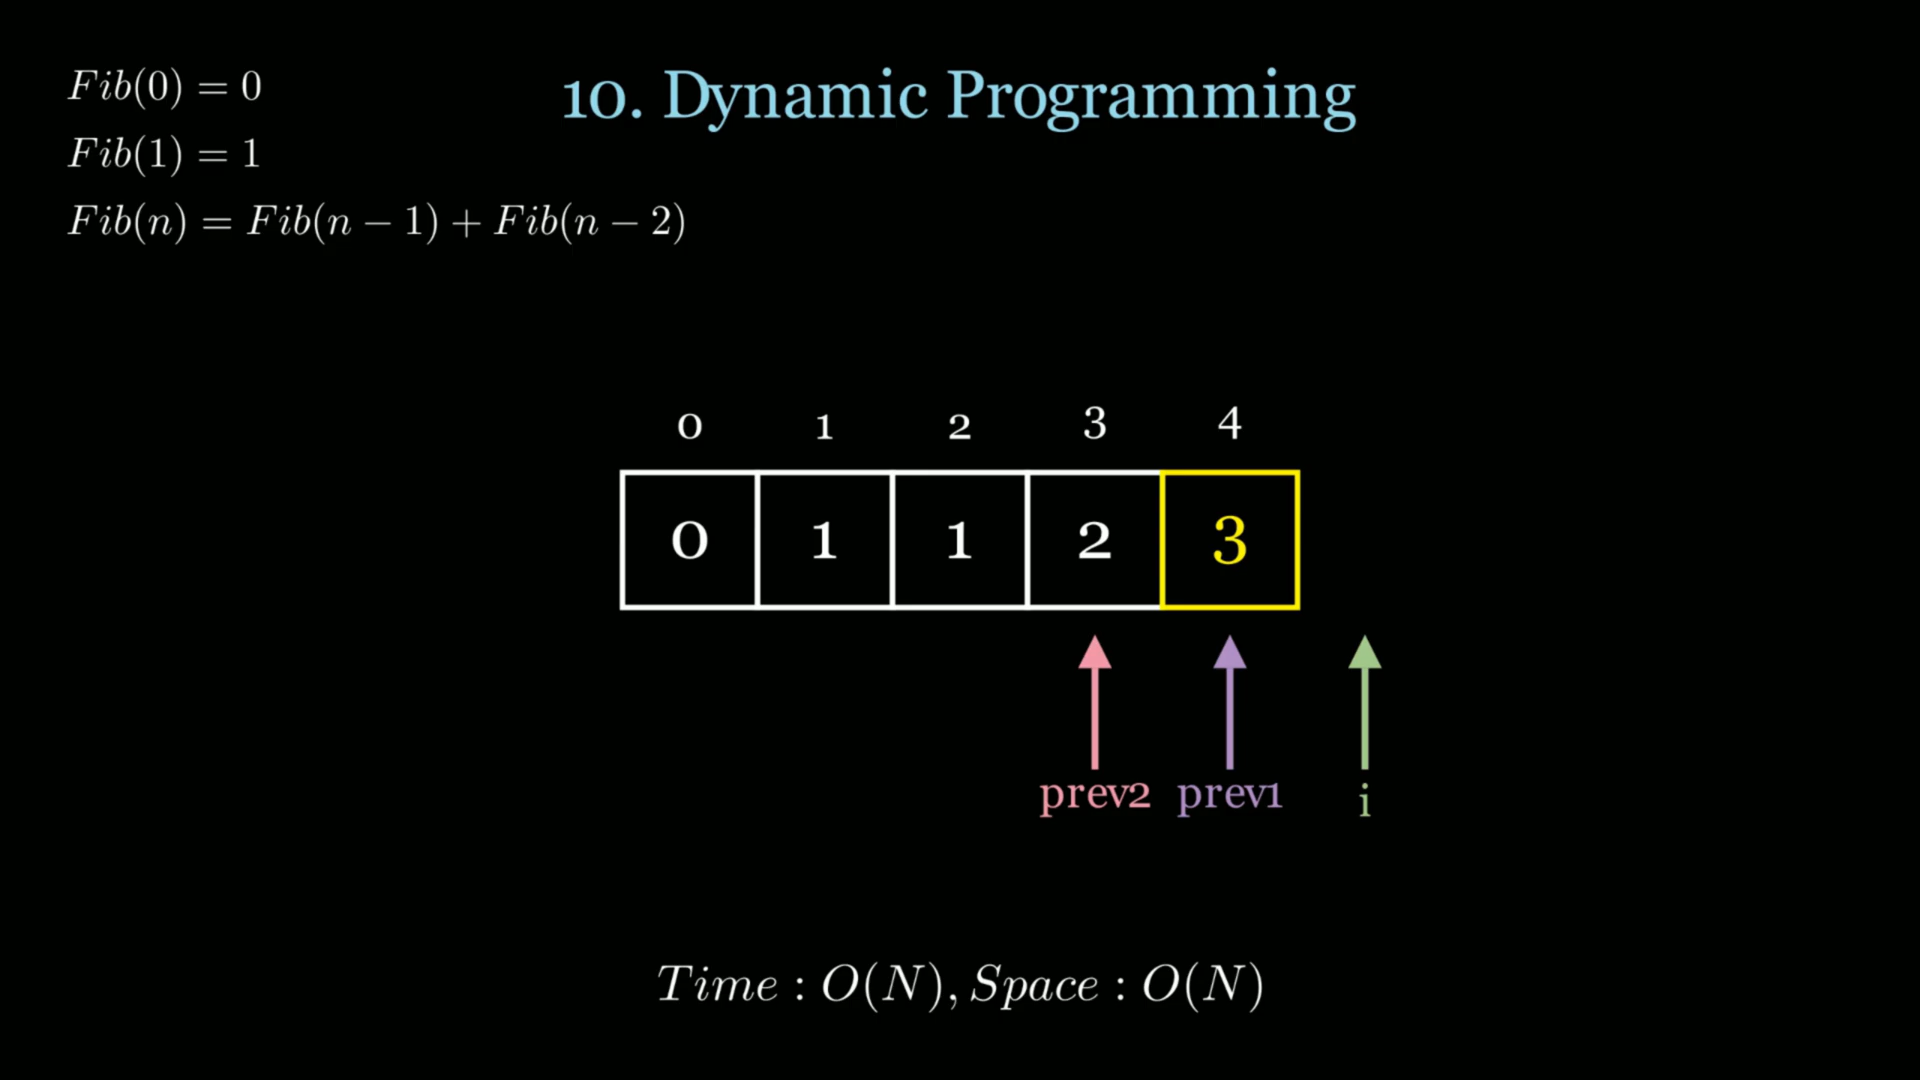 Fib(0) = 0
10. Dynamic Programming
Fib(1) = 1
Fib(n) = Fib(n − 1) + Fib(n − 2)
0 1 2 3 4
0 1 1 2 3
prev2 prev1 i
Time : O(N), Space : O(N)